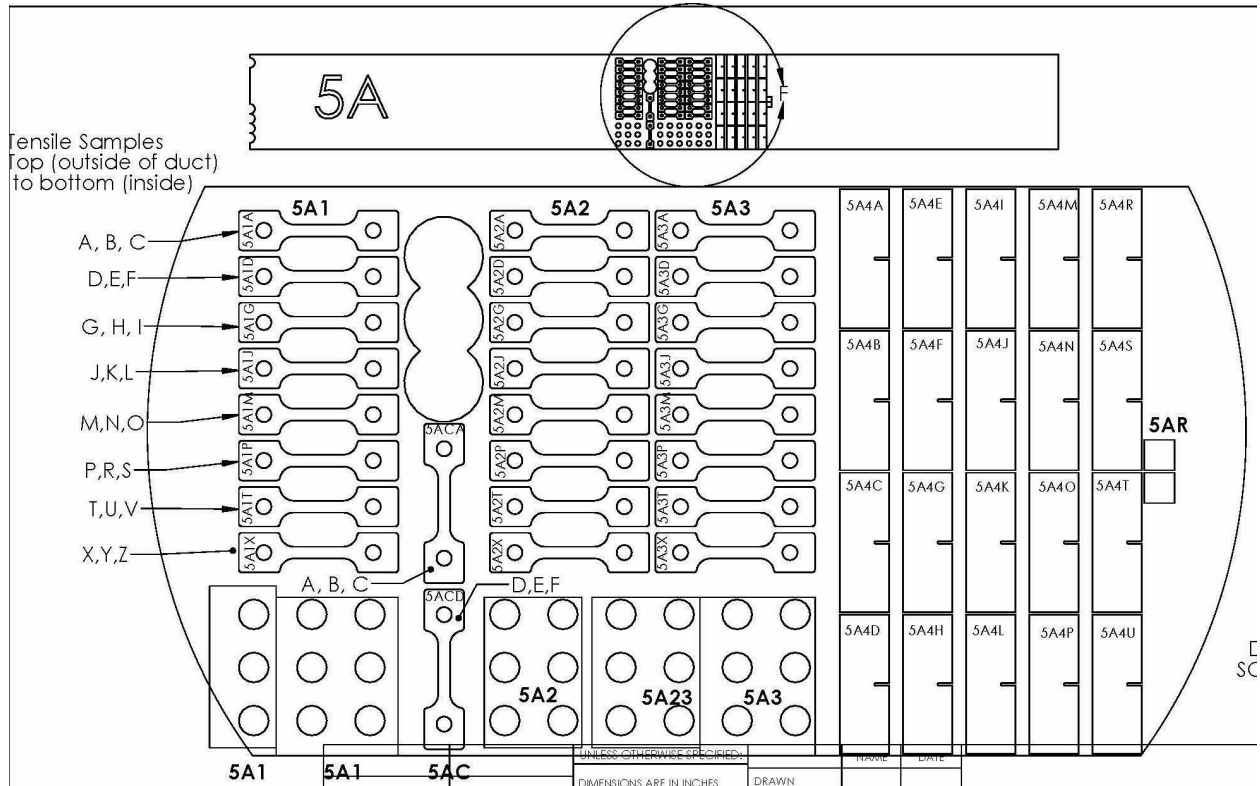 5A
F
Tensile Samples
Top (outside of duct)
to bottom (inside)
5A1
5A2
5A3
A, B, C
D,E,F
G, H, I
J,K,L
M,N,O
P,R,S
T,U,V
X,Y,Z
5A1A
5A1D
5A1G
5A1J
5A1M
5A1P
5A1T
5A1X
5ACA
A, B, C
5ACD
D,E,F
5A2A
5A2D
5A2G
5A2J
5A2M
5A2P
5A2T
5A2X
5A3A
5A3D
5A3G
5A3J
5A3M
5A3P
5A3T
5A3X
5A4A 5A4E 5A4I 5A4M 5A4R
5A4B 5A4F 5A4J 5A4N 5A4S
5AR
5A4C 5A4G 5A4K 5A4O 5A4T
5A4D 5A4H 5A4L 5A4P 5A4U
D
SC
5A2 5A23 5A3
5A1 5A1 5AC
UNLESS OTHERWISE SPECIFIED:
NAME DATE
DIMENSIONS ARE IN INCHES
DRAWN